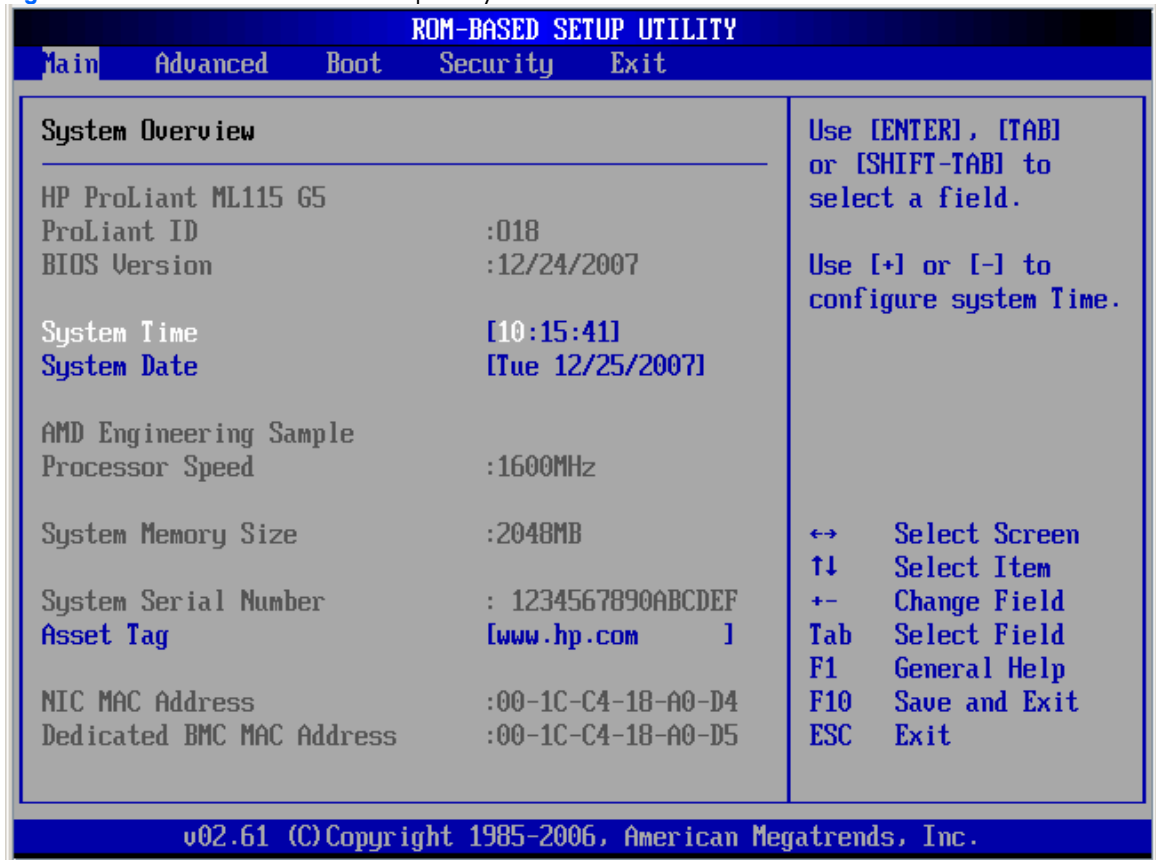 ROM-BASED SETUP UTILITY
Main Advanced Boot Security Exit
System Overview
HP ProLiant ML115 G5
ProLiant ID :O18
BIOS Version :12/24/2007
System Time [10:15:41]
System Date [Tue 12/25/2007]
AMD Engineering Sample
Processor Speed :1600MHz
System Memory Size :2048MB
System Serial Number : 1234567890ABCDEF
Asset Tag [www.hp.com ]
NIC MAC Address :00-1C-C4-18-A0-D4
Dedicated BMC MAC Address :00-1C-C4-18-A0-D5
Use [ENTER], [TAB]
or [SHIFT-TAB] to
select a field.
Use [+] or [-] to
configure system Time.
←→ Select Screen
↑↓ Select Item
+- Change Field
Tab Select Field
F1 General Help
F10 Save and Exit
ESC Exit
v02.61 (C)Copyright 1985-2006, American Megatrends, Inc.